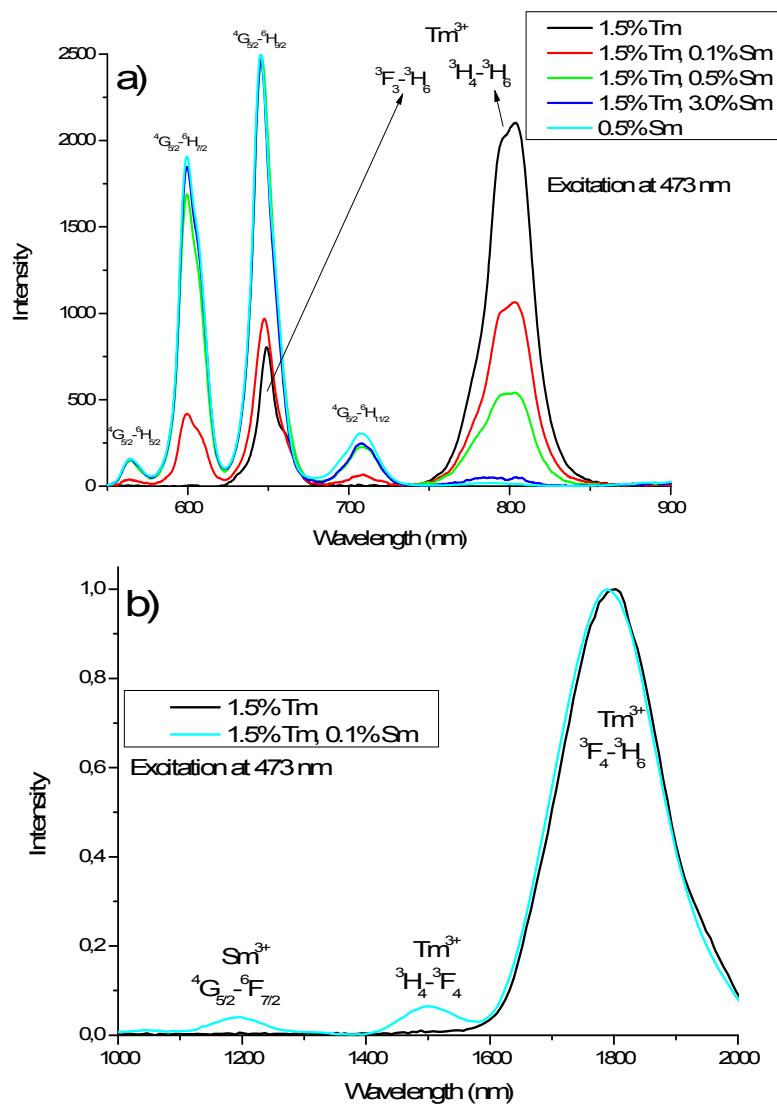 a)
⁴G₅/₂-⁶H₉/₂
Tm³⁺
³F₃-³H₆
³H₄-³H₆
⁴G₅/₂-⁶H₇/₂
⁴G₅/₂-⁶H₅/₂
⁴G₅/₂-⁶H₁₁/₂
1.5%Tm
1.5%Tm, 0.1%Sm
1.5%Tm, 0.5%Sm
1.5%Tm, 3.0%Sm
0.5%Sm
Excitation at 473 nm
Intensity
2500
2000
1500
1000
500
0
600
700
800
900
Wavelength (nm)
b)
1.5%Tm
1.5%Tm, 0.1%Sm
Excitation at 473 nm
Tm³⁺
³F₄-³H₆
Sm³⁺
⁴G₅/₂-⁶F₇/₂
Tm³⁺
³H₄-³F₄
Intensity
1,0
0,8
0,6
0,4
0,2
0,0
1000
1200
1400
1600
1800
2000
Wavelength (nm)